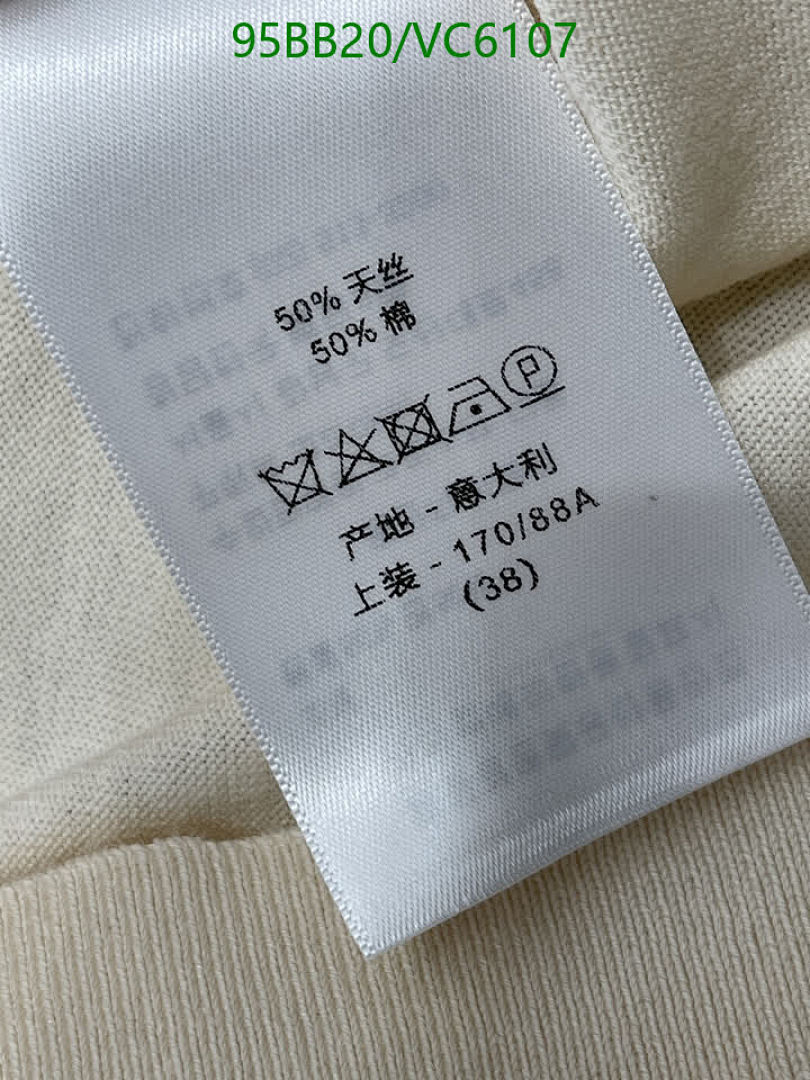 95BB20/VC6107
50% 天丝
50% 棉
P
产地 - 意大利
上装 - 170/88A
(38)